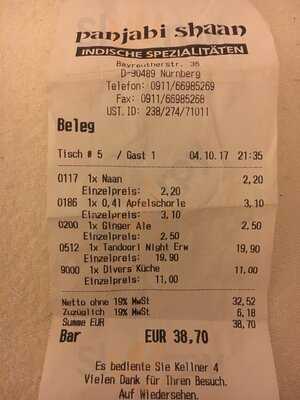 panjabi shaan
INDISCHE SPEZIALITÄTEN
Bayreutherstr. 35
D-90489 Nürnberg
Telefon: 0911/66985269
Fax: 0911/66985268
UST.ID: 238/274/71011
Beleg
Tisch # 5 / Gast 1 04.10.17 21:35
0117 1x Naan 2,20
Einzelpreis: 2,20
0186 1x 0,4l Apfelschorle 3,10
Einzelpreis: 3,10
0200 1x Ginger Ale 2,50
Einzelpreis: 2,50
0512 1x Tandoori Night Erw 19,90
Einzelpreis: 19,90
9000 1x Divers Küche 11,00
Einzelpreis: 11,00
Netto ohne 19% MwSt 32,52
Zuzüglich 19% MwSt 6,18
Summe EUR 38,70
Bar EUR 38,70
Es bediente Sie Kellner 4
Vielen Dank für Ihren Besuch.
Auf Wiedersehen.